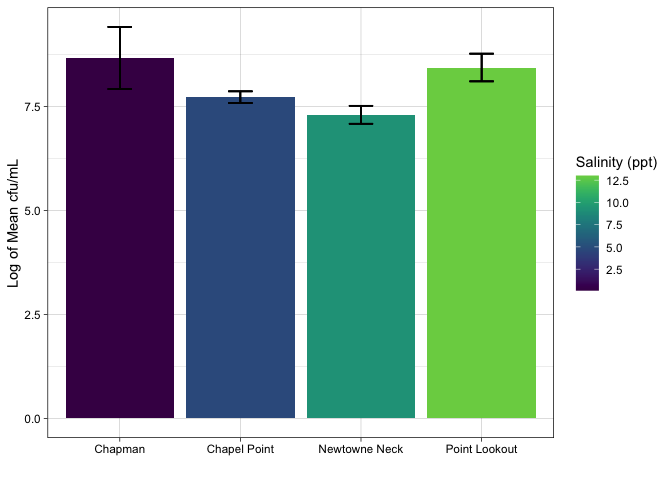 Log of Mean cfu/mL
7.5
5.0
2.5
0.0
Chapman
Chapel Point
Newtowne Neck
Point Lookout
Salinity (ppt)
12.5
10.0
7.5
5.0
2.5